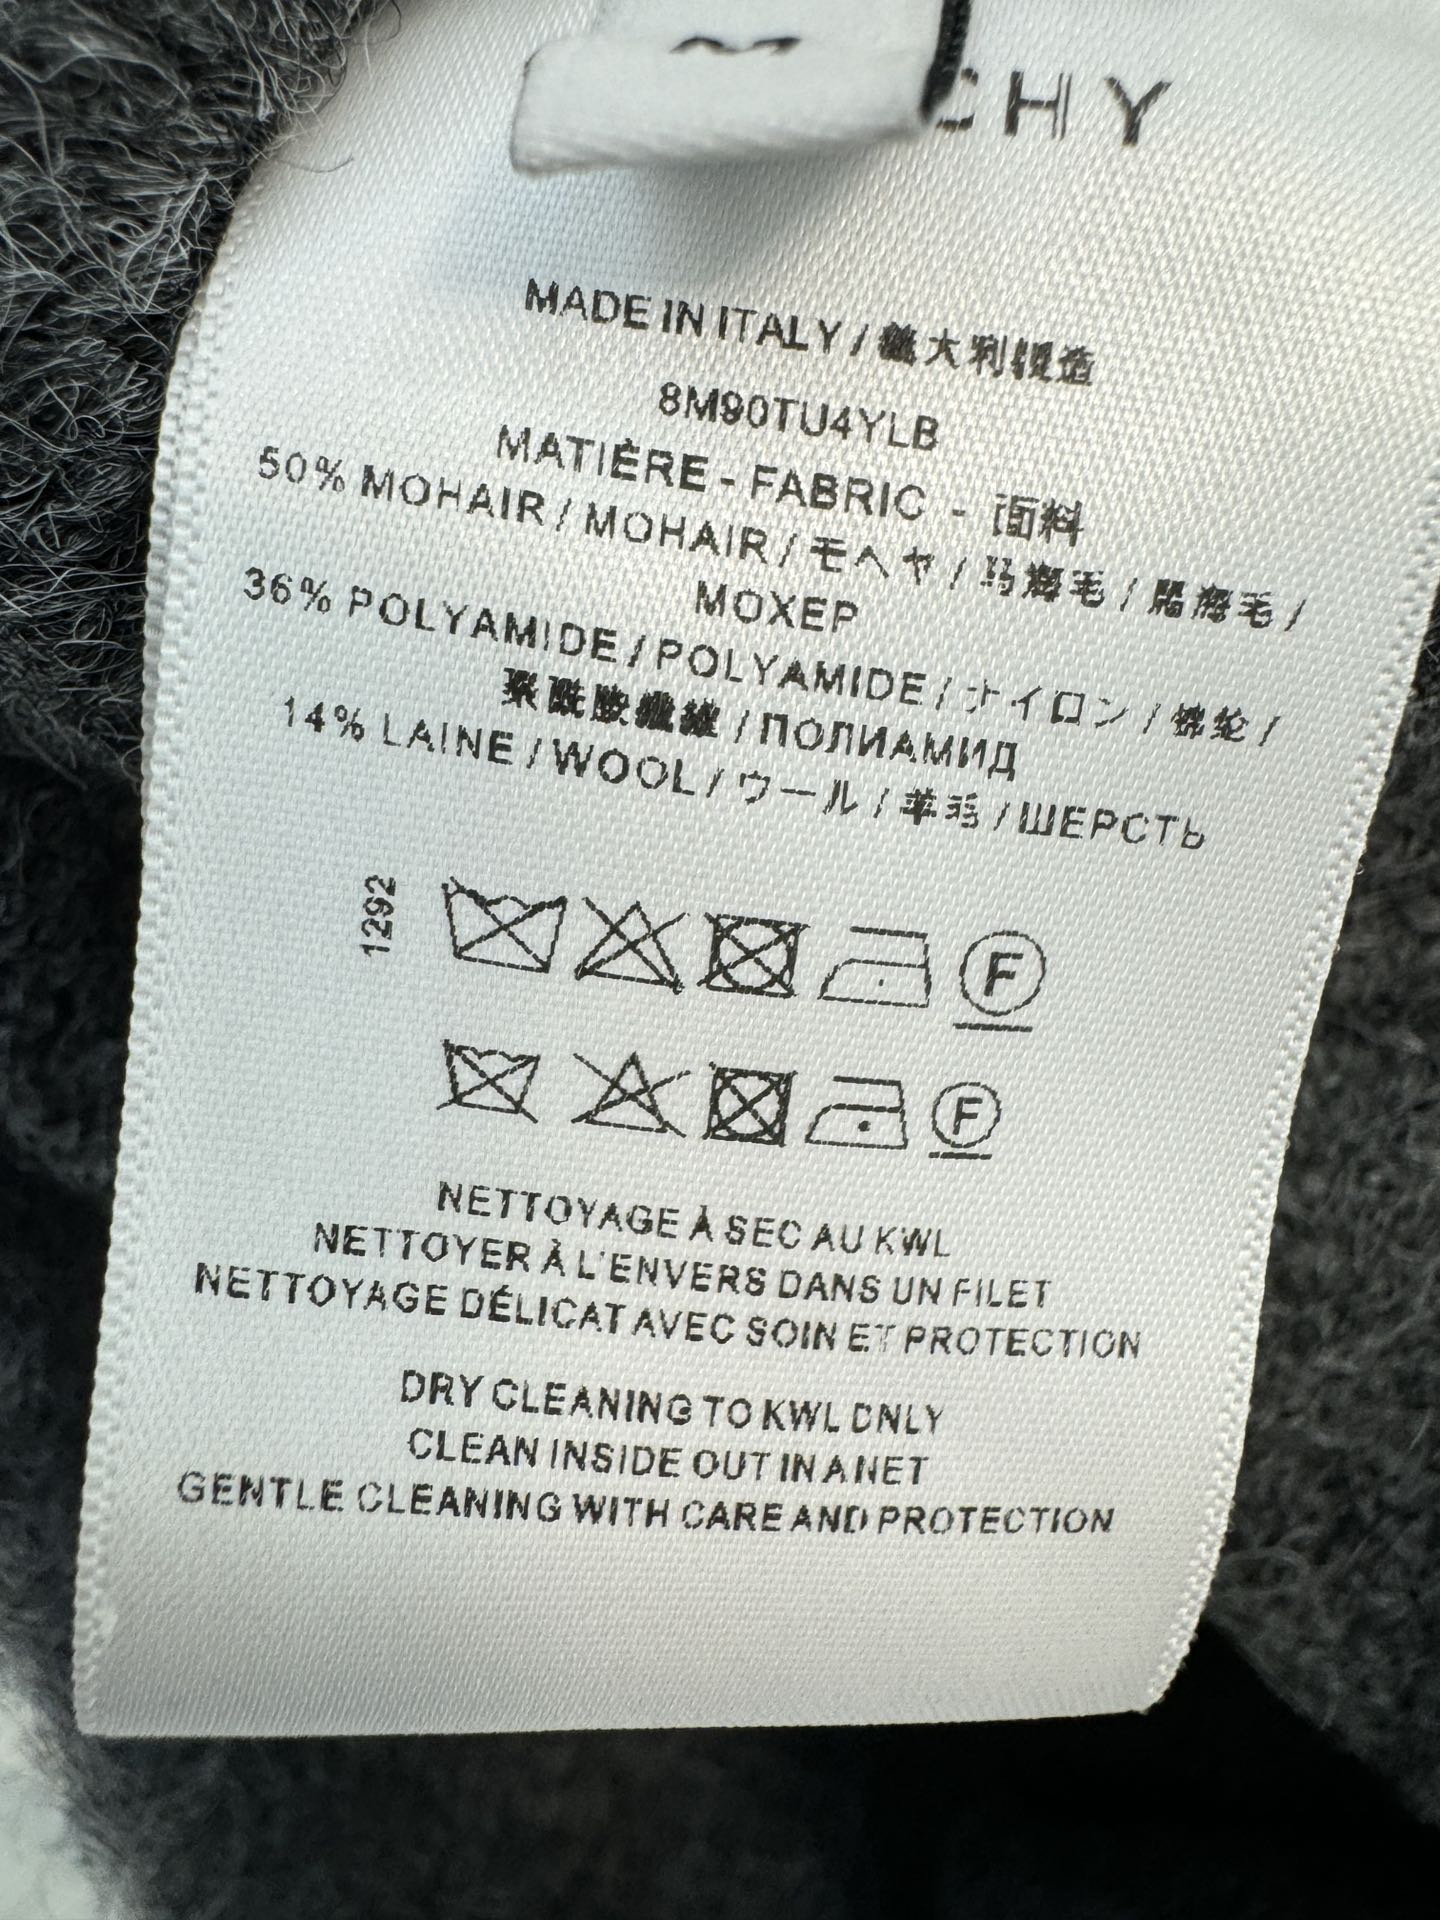 CHY
MADE IN ITALY / 義大利製造
8M90TU4YLB
MATIÈRE - FABRIC - 面料
50% MOHAIR / MOHAIR / モヘヤ / 马海毛 / 馬海毛 /
МОХЕР
36% POLYAMIDE / POLYAMIDE / ナイロン / 锦纶 /
聚酰胺纖維 / ПОЛИАМИД
14% LAINE / WOOL / ウール / 羊毛 / ШЕРСТЬ
1292
F
F
NETTOYAGE À SEC AU KWL
NETTOYER À L'ENVERS DANS UN FILET
NETTOYAGE DÉLICAT AVEC SOIN ET PROTECTION
DRY CLEANING TO KWL ONLY
CLEAN INSIDE OUT IN A NET
GENTLE CLEANING WITH CARE AND PROTECTION